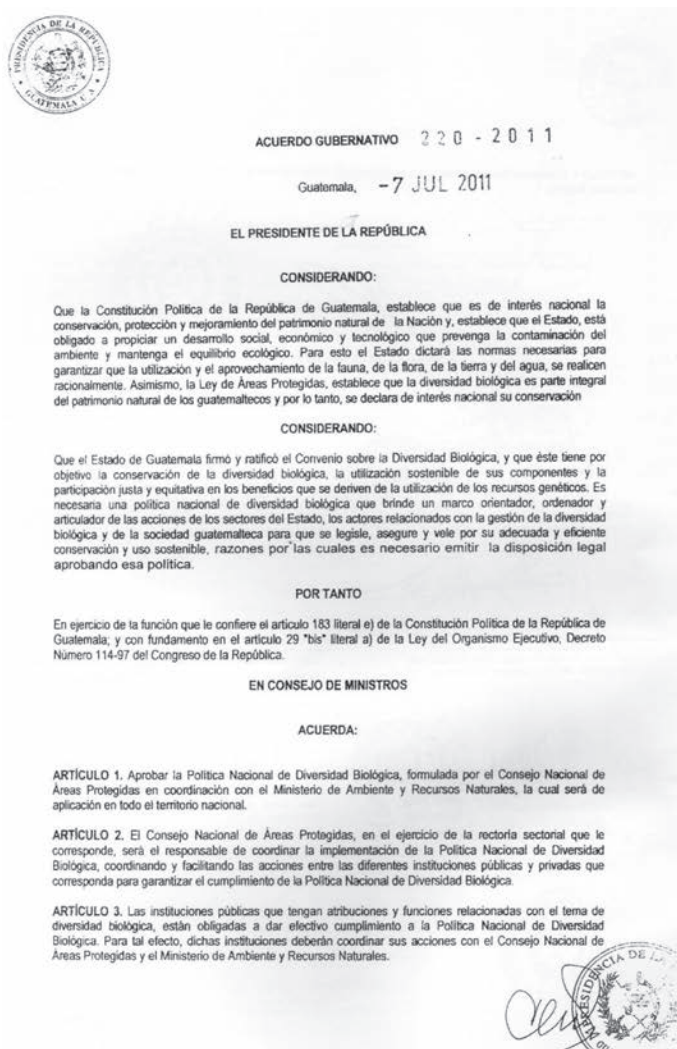 PRESIDENCIA DE LA REPUBLICA
GUATEMALA C.A.
ACUERDO GUBERNATIVO 220-2011
Guatemala, -7 JUL 2011
EL PRESIDENTE DE LA REPÚBLICA
CONSIDERANDO:
Que la Constitución Política de la República de Guatemala, establece que es de interés nacional la
conservación, protección y mejoramiento del patrimonio natural de la Nación y, establece que el Estado, está
obligado a propiciar un desarrollo social, económico y tecnológico que prevenga la contaminación del
ambiente y mantenga el equilibrio ecológico. Para esto el Estado dictará las normas necesarias para
garantizar que la utilización y el aprovechamiento de la fauna, de la flora, de la tierra y del agua, se realicen
racionalmente. Asimismo, la Ley de Áreas Protegidas, establece que la diversidad biológica es parte integral
del patrimonio natural de los guatemaltecos y por lo tanto, se declara de interés nacional su conservación
CONSIDERANDO:
Que el Estado de Guatemala firmó y ratificó el Convenio sobre la Diversidad Biológica, y que éste tiene por
objetivo la conservación de la diversidad biológica, la utilización sostenible de sus componentes y la
participación justa y equitativa en los beneficios que se deriven de la utilización de los recursos genéticos. Es
necesaria una política nacional de diversidad biológica que brinde un marco orientador, ordenador y
articulador de las acciones de los sectores del Estado, los actores relacionados con la gestión de la diversidad
biológica y de la sociedad guatemalteca para que se legisle, asegure y vele por su adecuada y eficiente
conservación y uso sostenible, razones por las cuales es necesario emitir la disposición legal
aprobando esa política.
POR TANTO
En ejercicio de la función que le confiere el artículo 183 literal e) de la Constitución Política de la República de
Guatemala; y con fundamento en el artículo 29 "bis" literal a) de la Ley del Organismo Ejecutivo, Decreto
Número 114-97 del Congreso de la República.
EN CONSEJO DE MINISTROS
ACUERDA:
ARTÍCULO 1. Aprobar la Política Nacional de Diversidad Biológica, formulada por el Consejo Nacional de
Áreas Protegidas en coordinación con el Ministerio de Ambiente y Recursos Naturales, la cual será de
aplicación en todo el territorio nacional.
ARTÍCULO 2. El Consejo Nacional de Áreas Protegidas, en el ejercicio de la rectoría sectorial que le
corresponde, será el responsable de coordinar la implementación de la Política Nacional de Diversidad
Biológica, coordinando y facilitando las acciones entre las diferentes instituciones públicas y privadas que
corresponda para garantizar el cumplimiento de la Política Nacional de Diversidad Biológica.
ARTÍCULO 3. Las instituciones públicas que tengan atribuciones y funciones relacionadas con el tema de
diversidad biológica, están obligadas a dar efectivo cumplimiento a la Política Nacional de Diversidad
Biológica. Para tal efecto, dichas instituciones deberán coordinar sus acciones con el Consejo Nacional de
Áreas Protegidas y el Ministerio de Ambiente y Recursos Naturales.